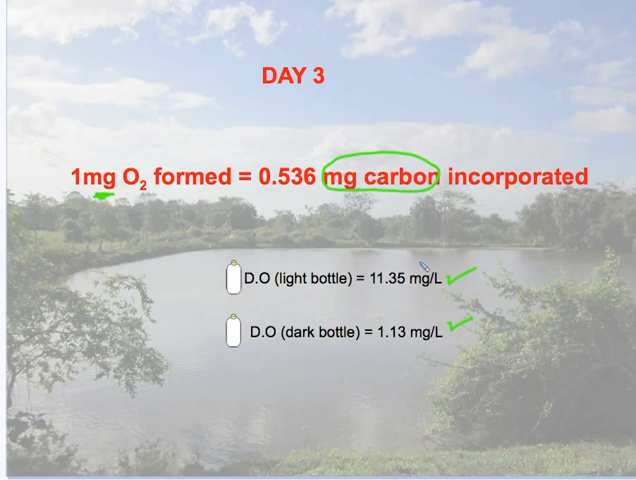 DAY 3
1mg O₂ formed = 0.536 mg carbon incorporated
D.O (light bottle) = 11.35 mg/L
D.O (dark bottle) = 1.13 mg/L